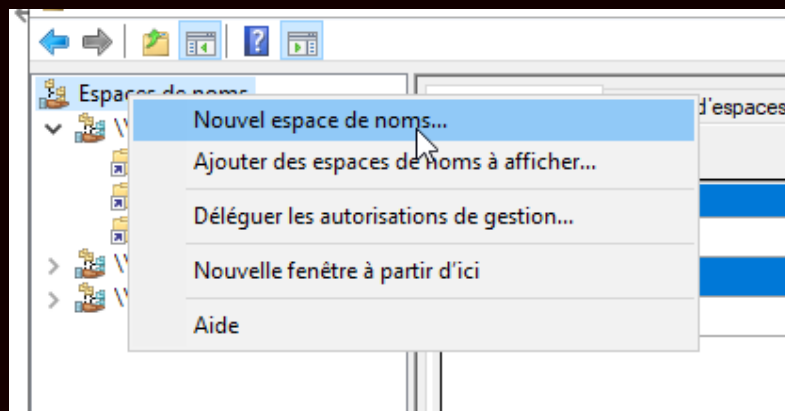 Espaces de noms
d'espaces
Nouvel espace de noms...
Ajouter des espaces de noms à afficher...
Déléguer les autorisations de gestion...
Nouvelle fenêtre à partir d'ici
Aide